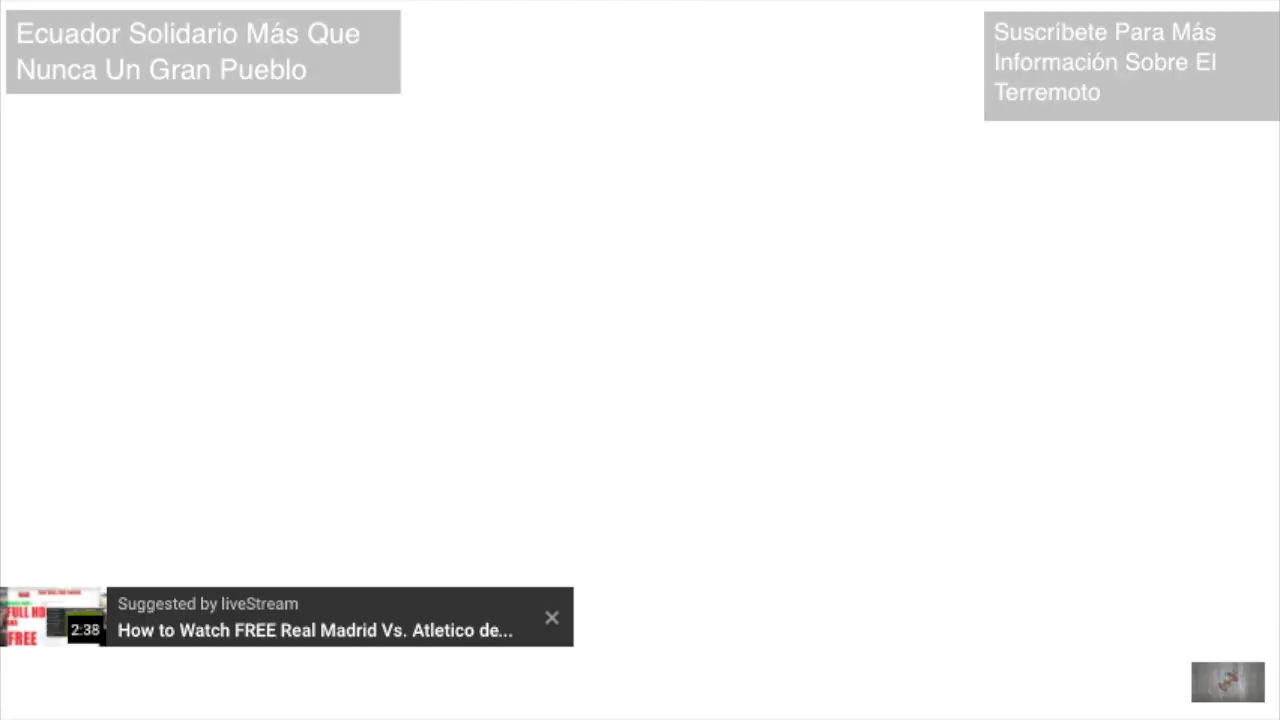 Ecuador Solidario Más Que
Nunca Un Gran Pueblo
Suscríbete Para Más
Información Sobre El
Terremoto
FULL HD
FREE
2:38
Suggested by liveStream
How to Watch FREE Real Madrid Vs. Atletico de...